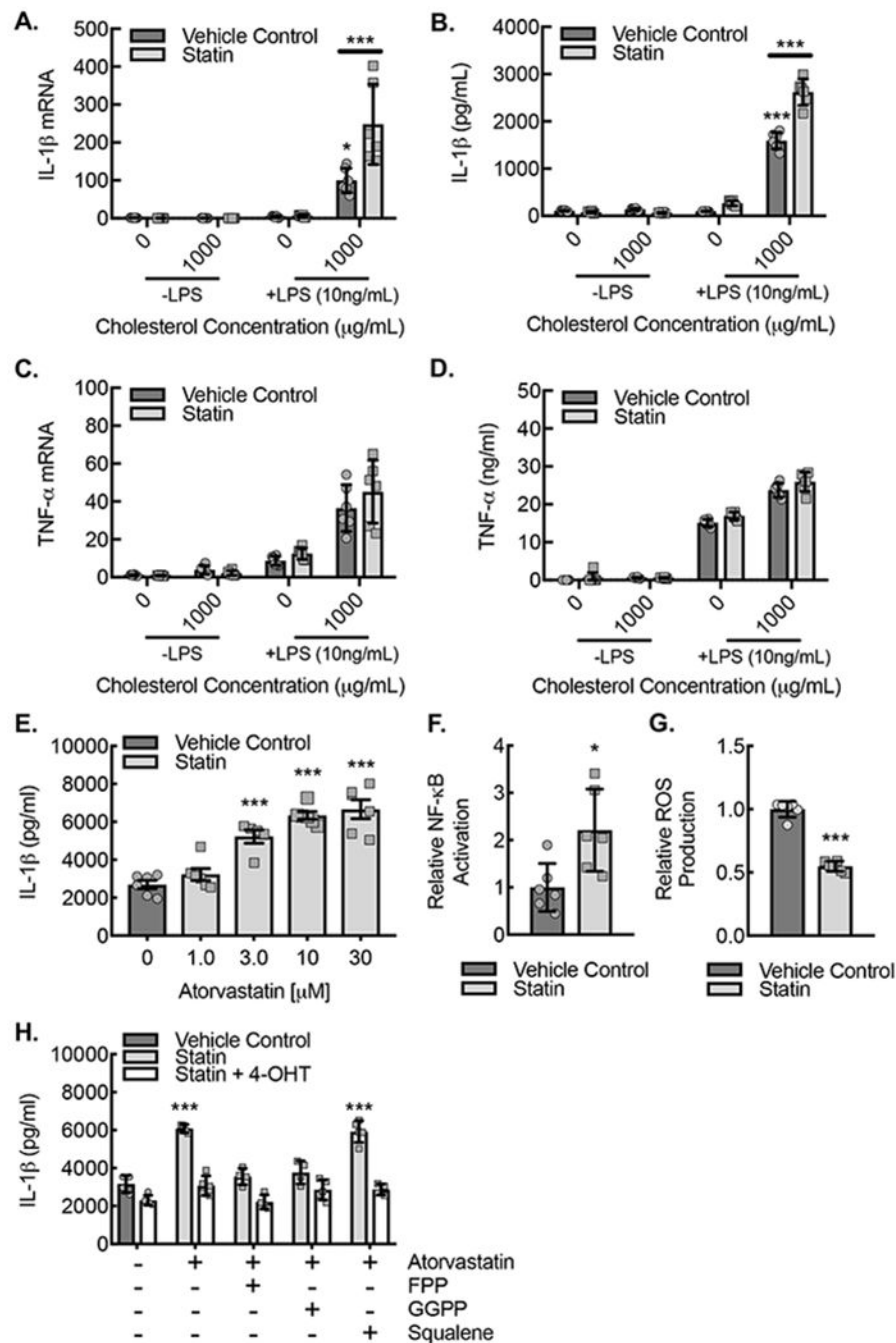 A.
Vehicle Control
Statin
***
*
500
400
300
200
100
0
IL-1β mRNA
0
1000
0
1000
-LPS
+LPS (10ng/mL)
Cholesterol Concentration (μg/mL)
B.
Vehicle Control
Statin
***
***
4000
3000
2000
1000
0
IL-1β (pg/mL)
0
1000
0
1000
-LPS
+LPS (10ng/mL)
Cholesterol Concentration (μg/mL)
C.
Vehicle Control
Statin
100
80
60
40
20
0
TNF-α mRNA
0
1000
0
1000
-LPS
+LPS (10ng/mL)
Cholesterol Concentration (μg/mL)
D.
Vehicle Control
Statin
50
40
30
20
10
0
TNF-α (ng/ml)
0
1000
0
1000
-LPS
+LPS (10ng/mL)
Cholesterol Concentration (μg/mL)
E.
Vehicle Control
Statin
*** *** ***
10000
8000
6000
4000
2000
0
IL-1β (pg/ml)
0 1.0 3.0 10 30
Atorvastatin [μM]
F.
*
4
3
2
1
0
Relative NF-κB
Activation
Vehicle Control
Statin
G.
***
1.5
1.0
0.5
0.0
Relative ROS
Production
Vehicle Control
Statin
H.
Vehicle Control
Statin
Statin + 4-OHT
*** ***
10000
8000
6000
4000
2000
0
IL-1β (pg/ml)
- + + + + Atorvastatin
- - + - - FPP
- - - + - GGPP
- - - - + Squalene